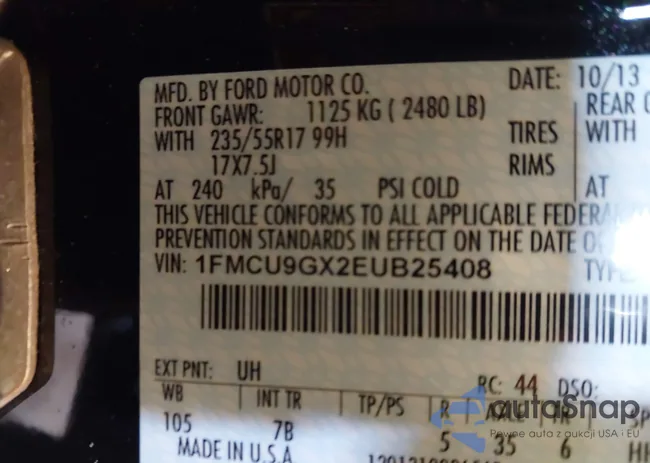 MFD. BY FORD MOTOR CO. DATE: 10/13
FRONT GAWR: 1125 KG ( 2480 LB) REAR
WITH 235/55R17 99H TIRES WITH
17X7.5J RIMS
AT 240 kPa/ 35 PSI COLD AT
THIS VEHICLE CONFORMS TO ALL APPLICABLE
PREVENTION STANDARDS IN EFFECT ON THE DATE
VIN: 1FMCU9GX2EUB25408
EXT PNT: UH RC: 44 DSO:
WB INT TR TP/PS R
105 7B 5 35 6
MADE IN U.S.A
autoSnap
Pewne auta z aukcji USA i EU